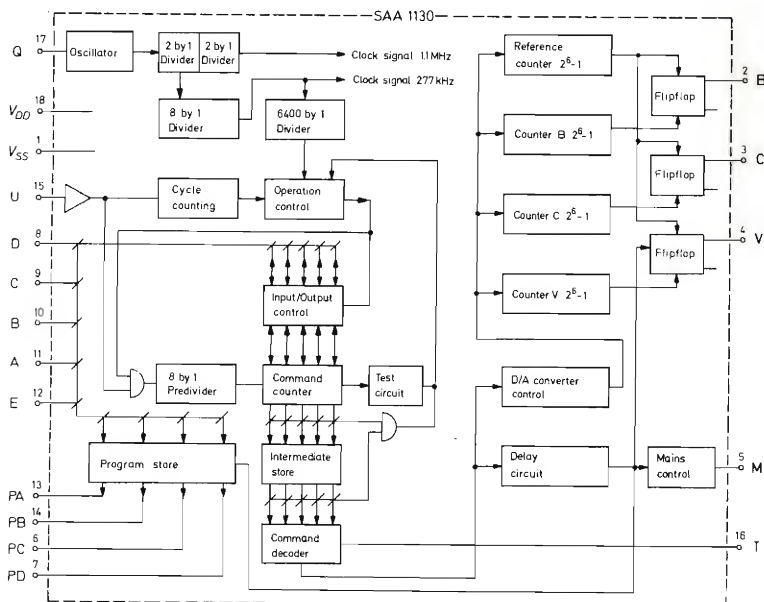 SAA 1130
17
Q
Oscillator
2 by 1
Divider
2 by 1
Divider
Clock signal 1.1 MHz
Clock signal 277 kHz
18
VDD
8 by 1
Divider
6400 by 1
Divider
1
VSS
15
U
Cycle
counting
Operation
control
8
D
9
C
10
B
11
A
12
E
Input/Output
control
8 by 1
Predivider
Command
counter
Test
circuit
Program store
Intermediate
store
Command
decoder
13
PA
14
PB
6
PC
7
PD
Reference
counter 2⁶-1
Counter B 2⁶-1
Counter C 2⁶-1
Counter V 2⁶-1
D/A converter
control
Delay
circuit
Mains
control
Flipflop
2
B
Flipflop
3
C
Flipflop
4
V
5
M
16
T